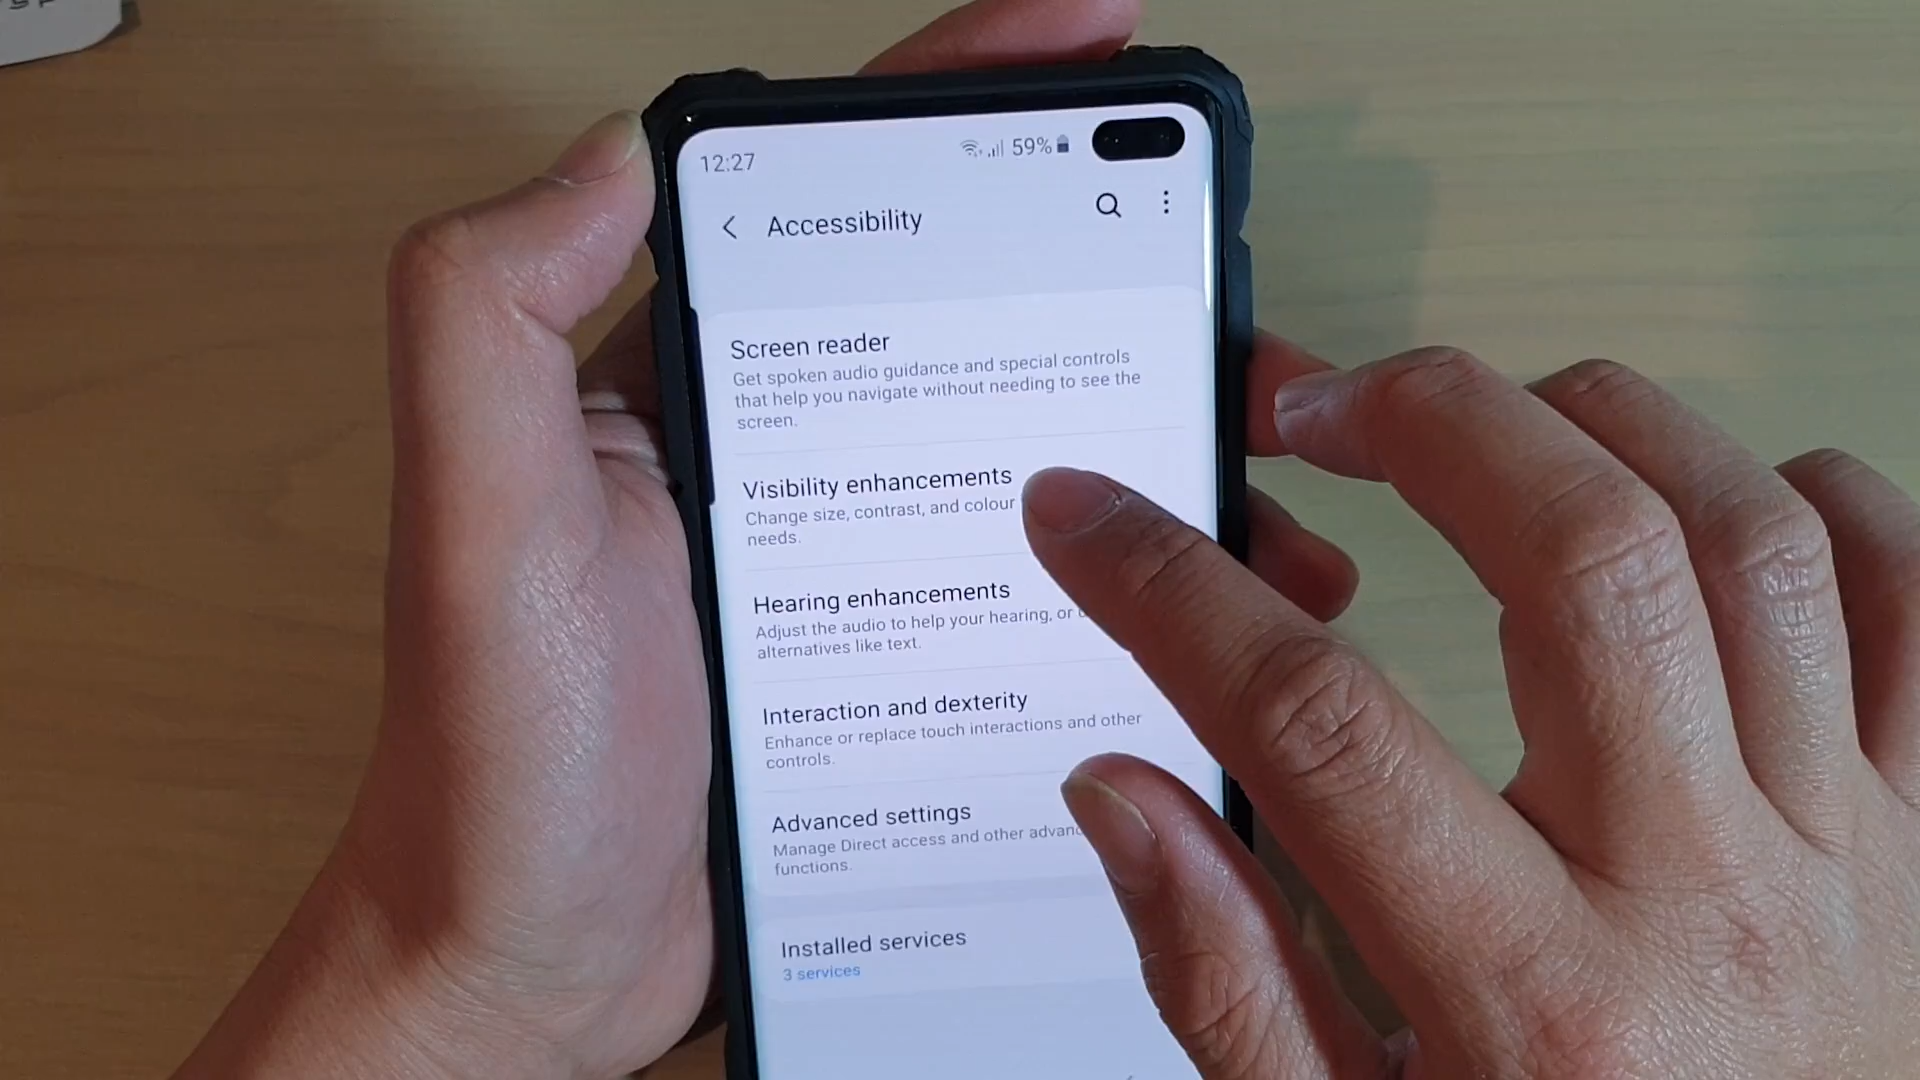 12:27 59%
Accessibility
Screen reader
Get spoken audio guidance and special controls
that help you navigate without needing to see the
screen.
Visibility enhancements
Change size, contrast, and colour
needs.
Hearing enhancements
Adjust the audio to help your hearing, or
alternatives like text.
Interaction and dexterity
Enhance or replace touch interactions and other
controls.
Advanced settings
Manage Direct access and other
functions.
Installed services
3 services